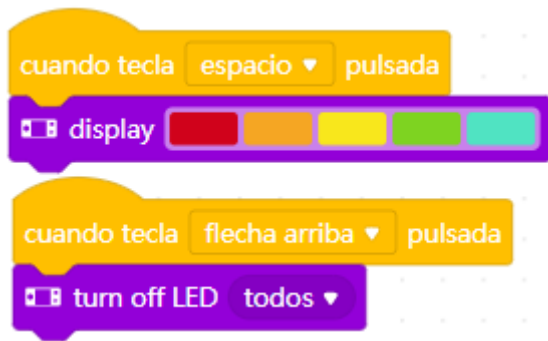 cuando tecla espacio pulsada
display
cuando tecla flecha arriba pulsada
turn off LED todos